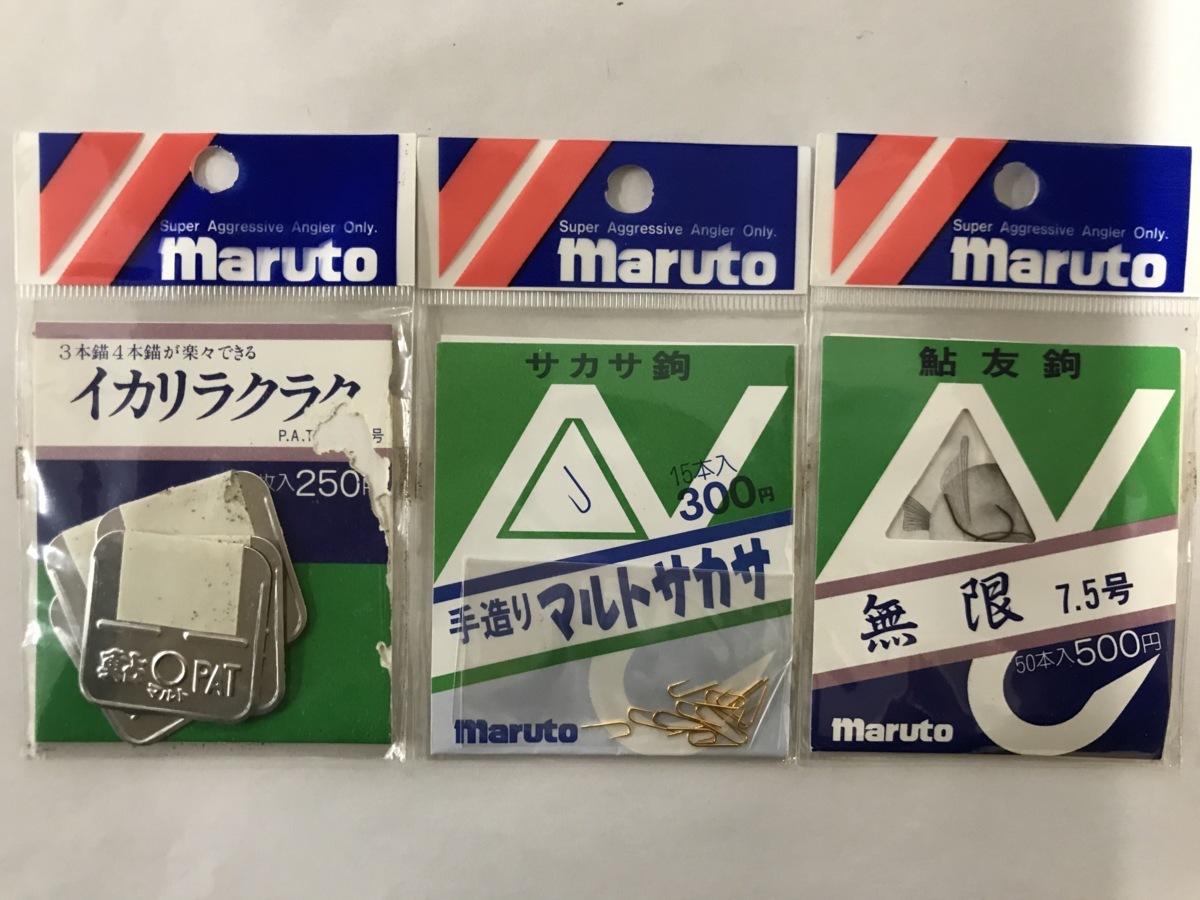 Super Aggressive Angler Only.
maruto
3本錨4本錨が楽々できる
イカリラクラク
P.A.T
号
枚入250円
マルト
PAT
Super Aggressive Angler Only.
maruto
サカサ鈎
15本入
300円
手造り マルトサカサ
maruto
Super Aggressive Angler Only.
maruto
鮎友鈎
無限 7.5号
50本入500円
maruto